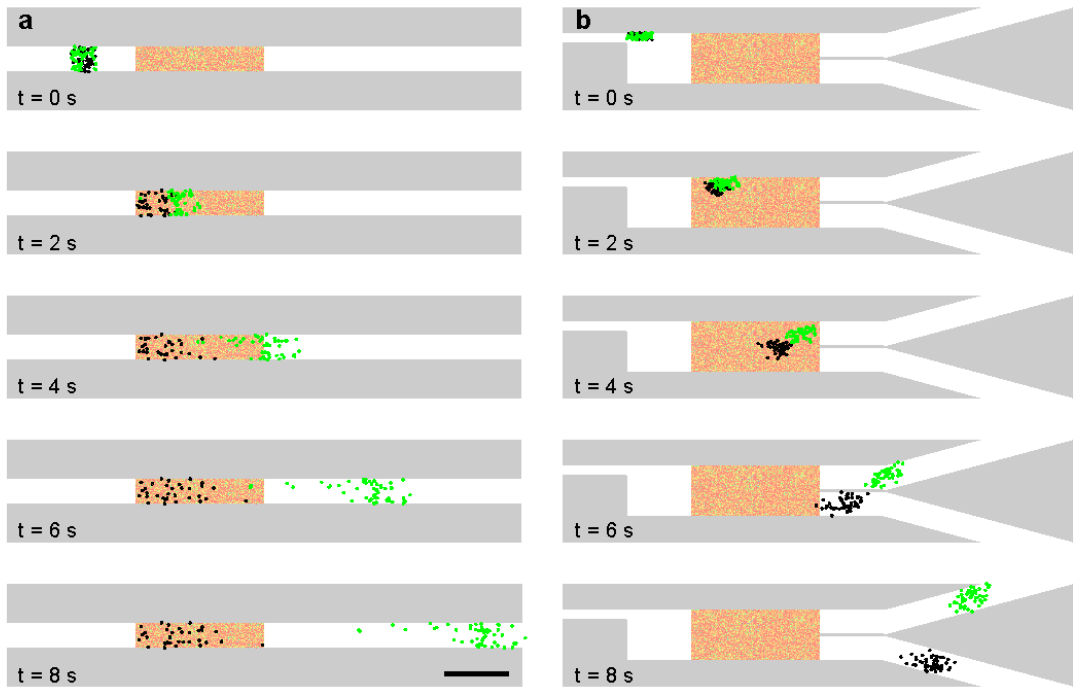 a
t = 0 s
t = 2 s
t = 4 s
t = 6 s
t = 8 s
b
t = 0 s
t = 2 s
t = 4 s
t = 6 s
t = 8 s